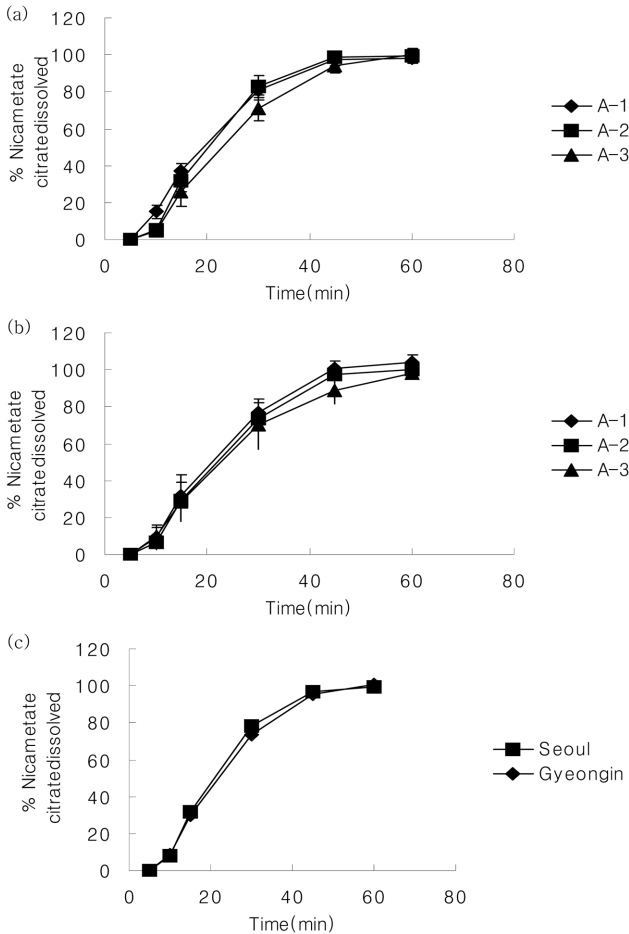 (a)
120
100
80
60
40
20
0
% Nicametate
citratedissolved
0 20 40 60 80
Time(min)
A-1
A-2
A-3
(b)
120
100
80
60
40
20
0
% Nicametate
citratedissolved
0 20 40 60 80
Time(min)
A-1
A-2
A-3
(c)
120
100
80
60
40
20
0
% Nicametate
citratedissolved
0 20 40 60 80
Time(min)
Seoul
Gyeongin